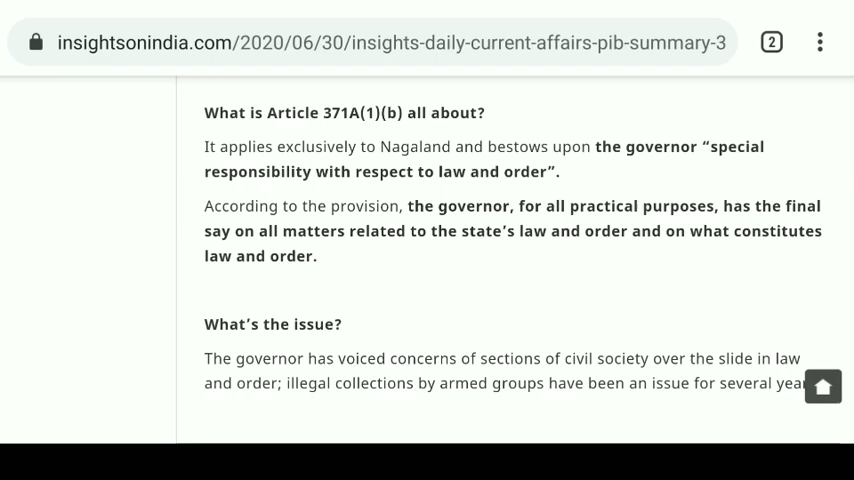 insightsonindia.com/2020/06/30/insights-daily-current-affairs-pib-summary-3
2
What is Article 371A(1)(b) all about?
It applies exclusively to Nagaland and bestows upon the governor “special
responsibility with respect to law and order”.
According to the provision, the governor, for all practical purposes, has the final
say on all matters related to the state’s law and order and on what constitutes
law and order.
What’s the issue?
The governor has voiced concerns of sections of civil society over the slide in law
and order; illegal collections by armed groups have been an issue for several